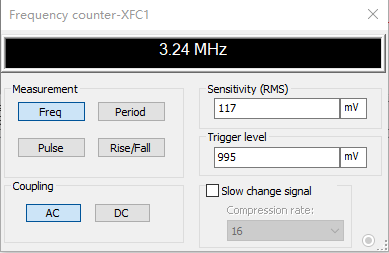 Frequency counter-XFC1
3.24 MHz
Measurement
Freq
Period
Pulse
Rise/Fall
Coupling
AC
DC
Sensitivity (RMS)
117
mV
Trigger level
995
mV
Slow change signal
Compression rate:
16